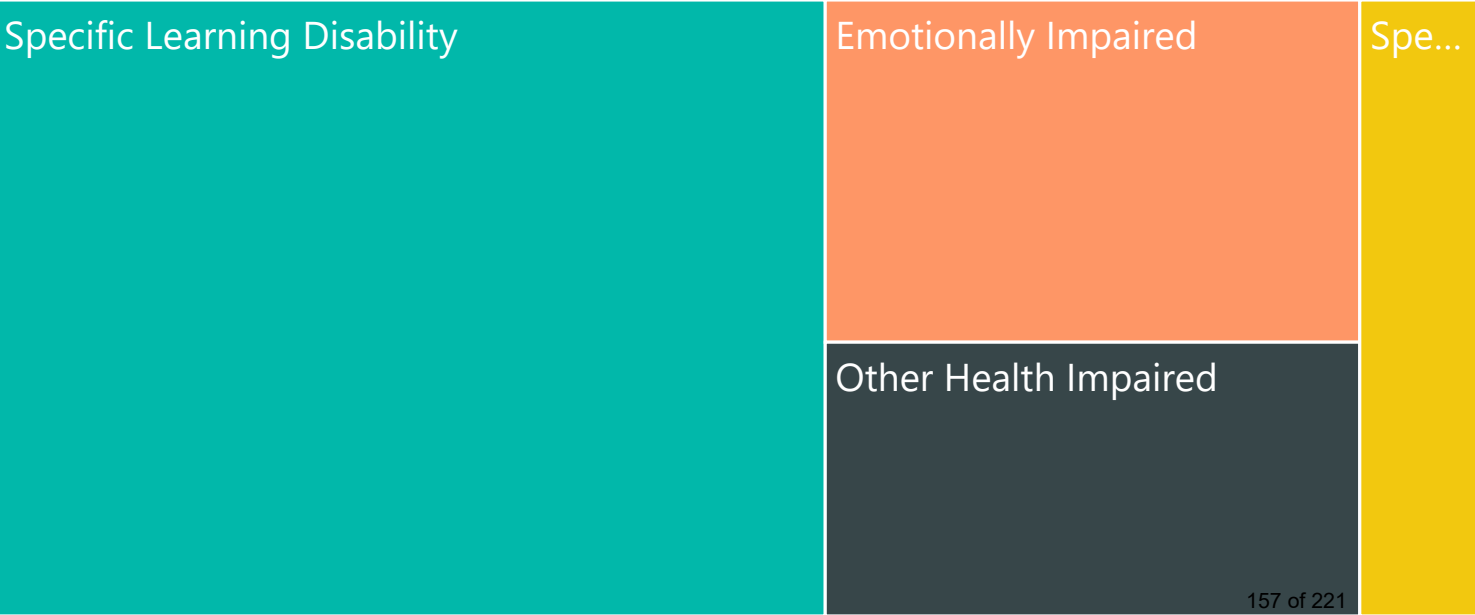 Specific Learning Disability
Emotionally Impaired
Spe...
Other Health Impaired
157 of 221